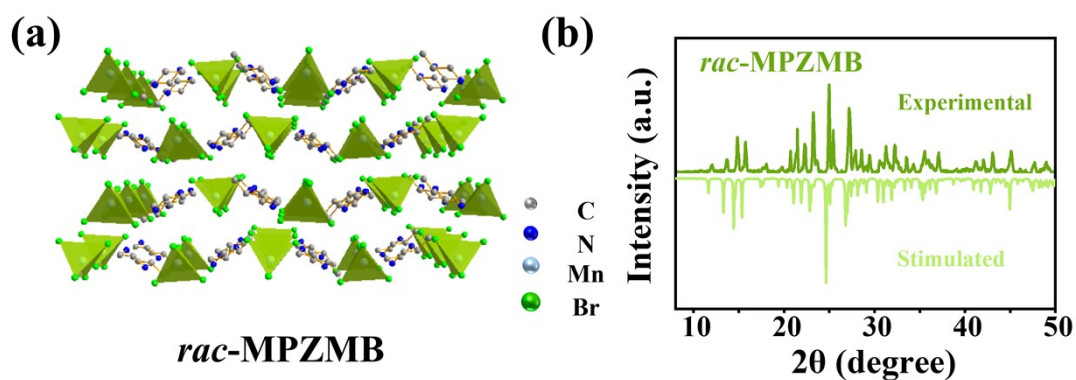 (a)
C
N
Mn
Br
rac-MPZMB
(b)
rac-MPZMB
Experimental
Stimulated
Intensity (a.u.)
10 20 30 40 50
2θ (degree)